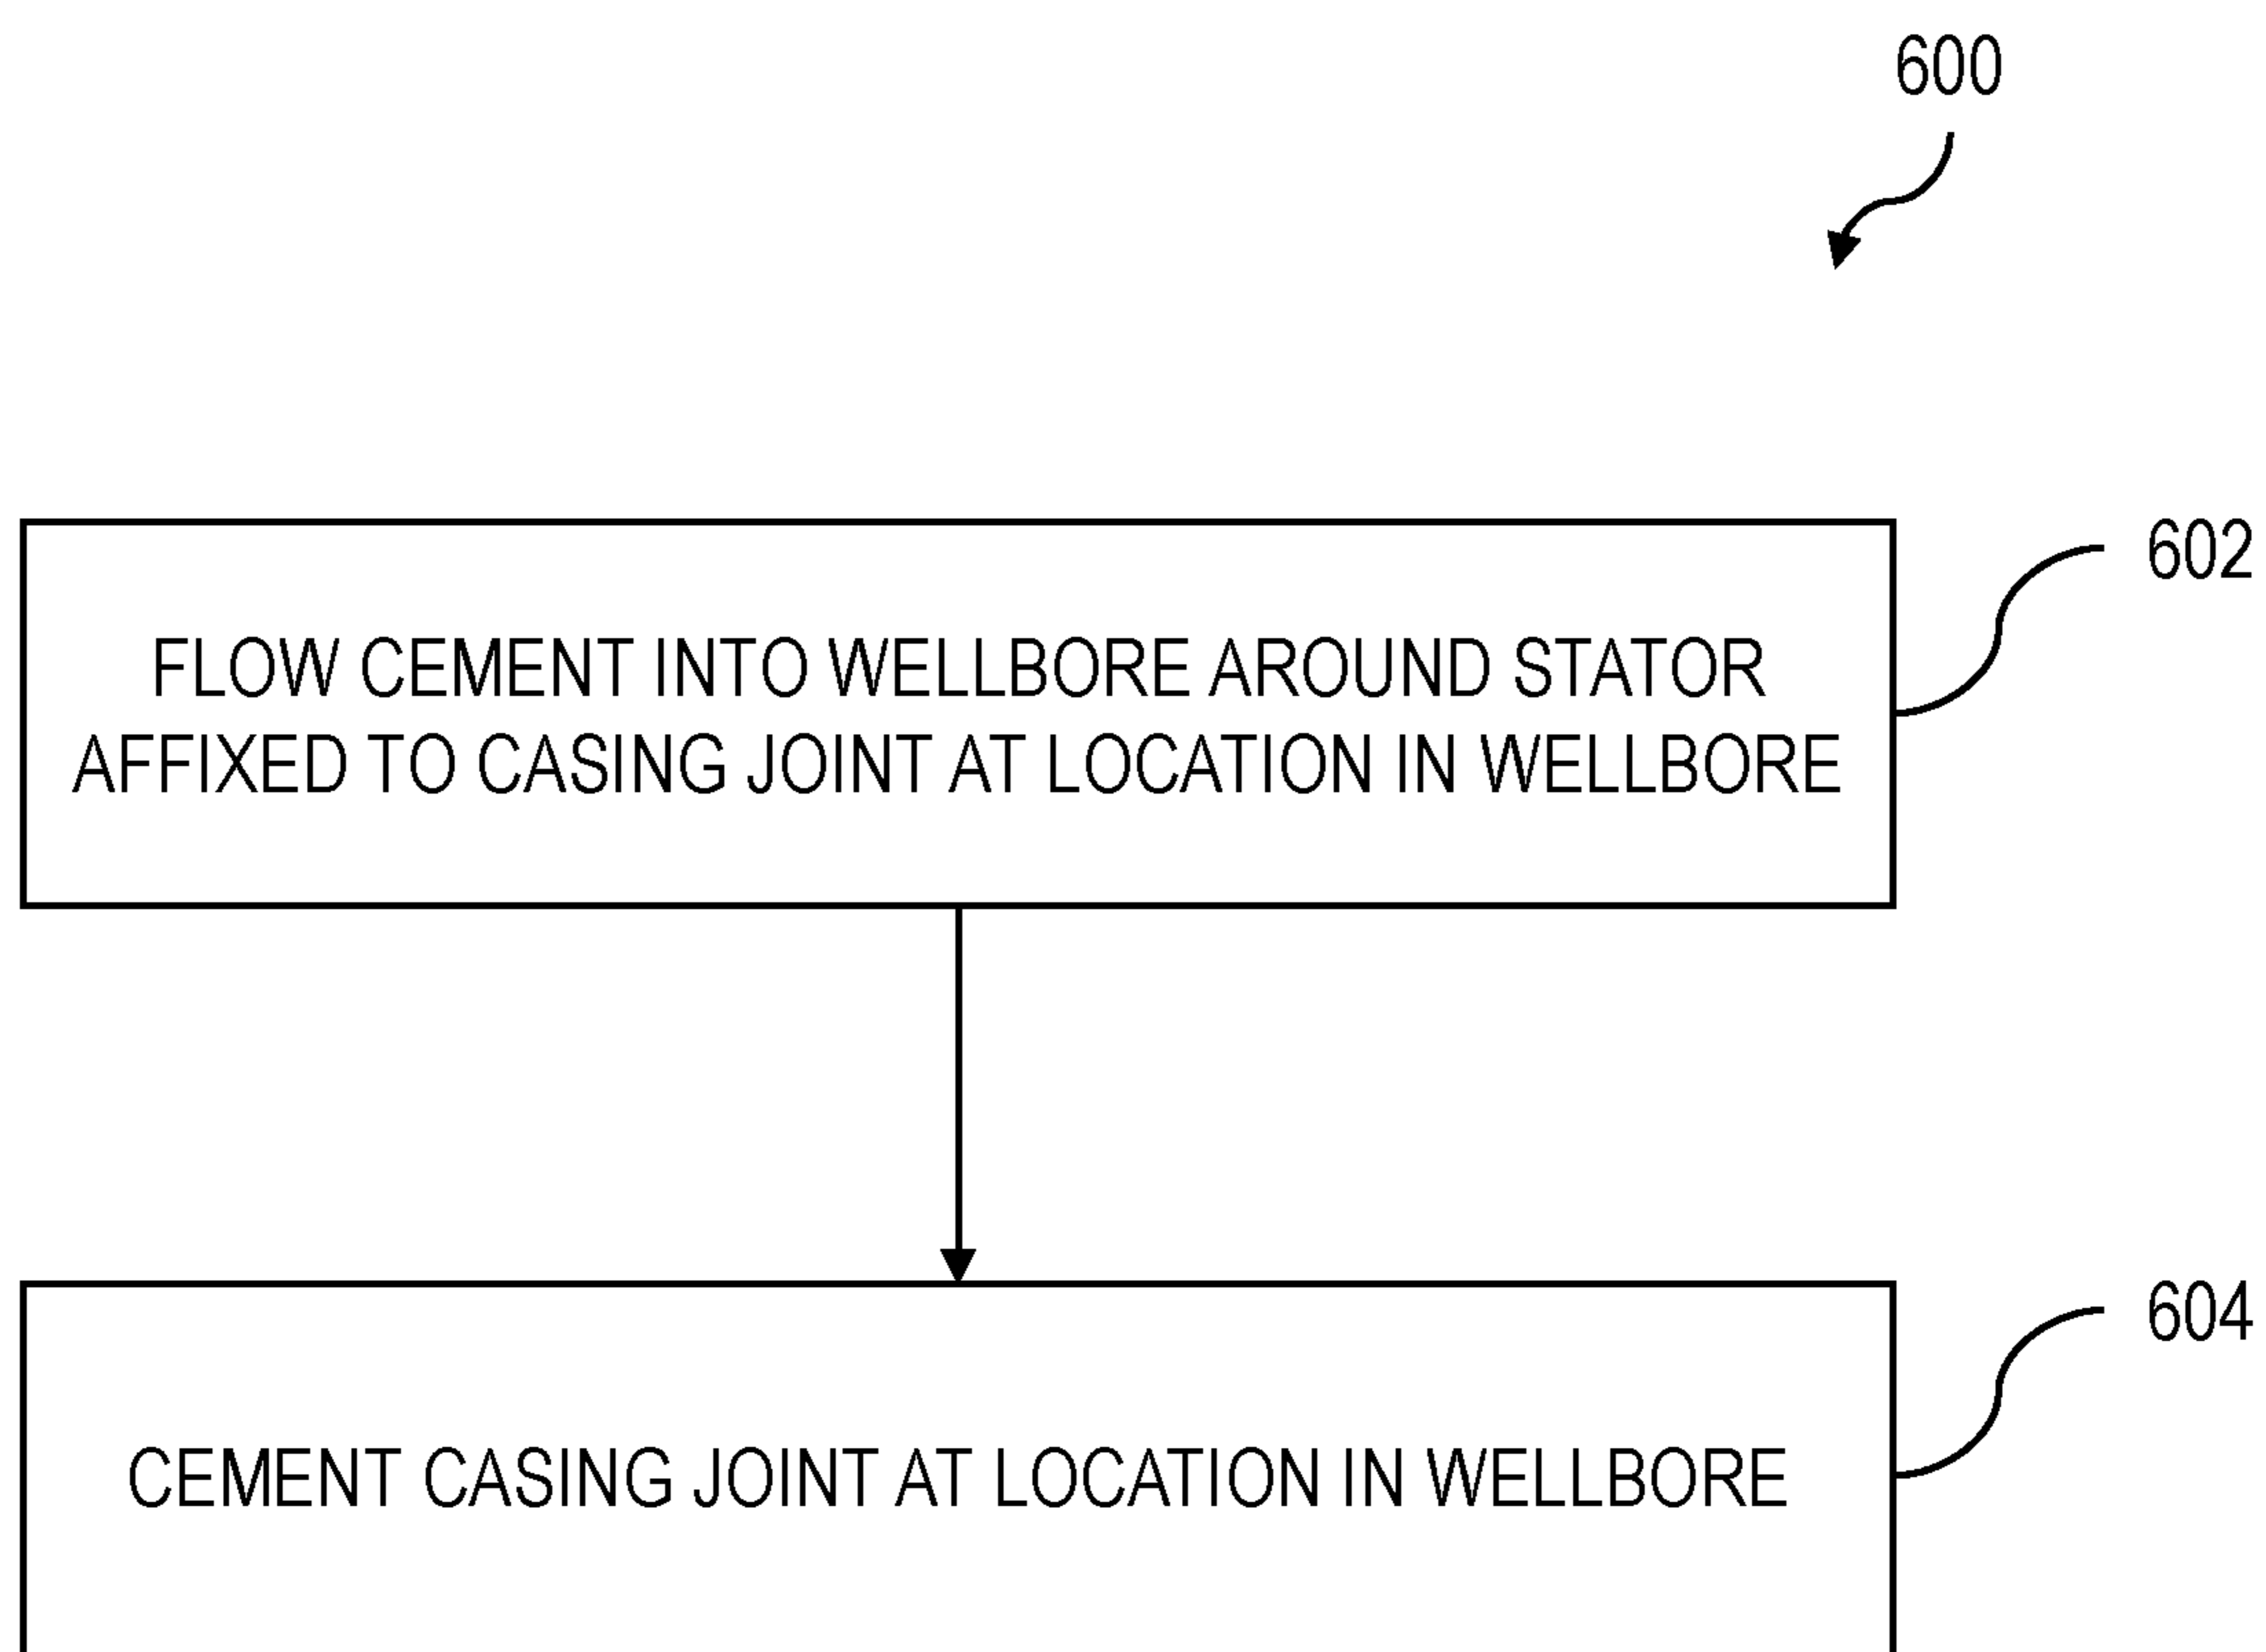 600
602
FLOW CEMENT INTO WELLBORE AROUND STATOR
AFFIXED TO CASING JOINT AT LOCATION IN WELLBORE
604
CEMENT CASING JOINT AT LOCATION IN WELLBORE